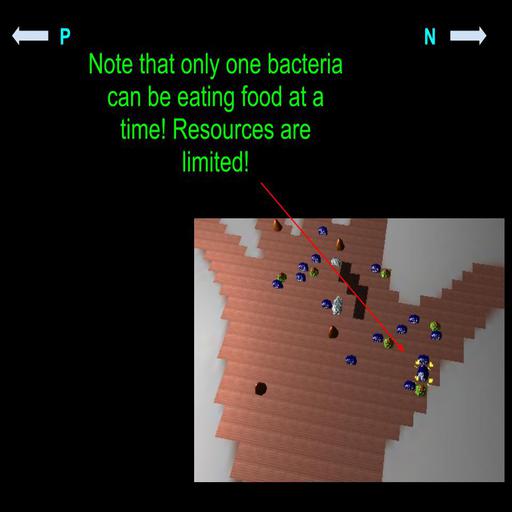 P
N
Note that only one bacteria
can be eating food at a
time! Resources are
limited!